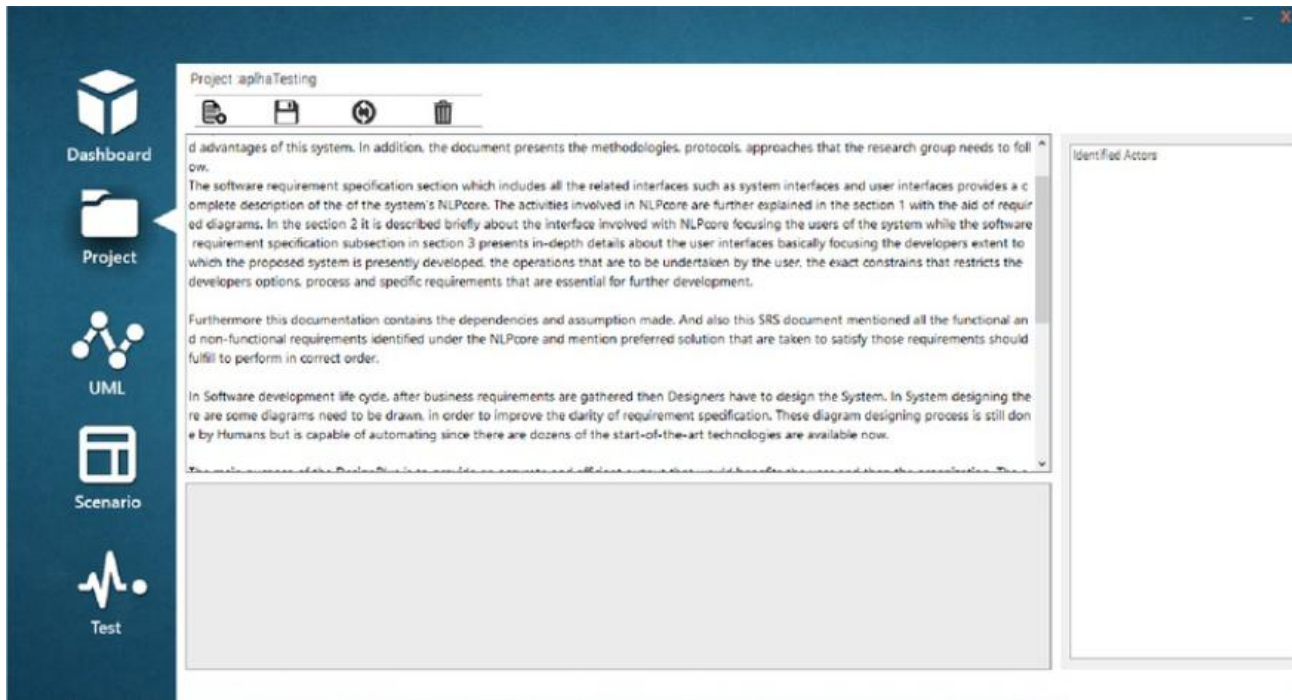 – X
Project :aplhaTesting
Dashboard
Project
UML
Scenario
Test
d advantages of this system. In addition, the document presents the methodologies, protocols, approaches that the research group needs to foll
ow.
The software requirement specification section which includes all the related interfaces such as system interfaces and user interfaces provides a c
omplete description of the of the system's NLPcore. The activities involved in NLPcore are further explained in the section 1 with the aid of requir
ed diagrams. In the section 2 it is described briefly about the interface involved with NLPcore focusing the users of the system while the software
requirement specification subsection in section 3 presents in-depth details about the user interfaces basically focusing the developers extent to
which the proposed system is presently developed, the operations that are to be undertaken by the user, the exact constrains that restricts the
developers options, process and specific requirements that are essential for further development.
Furthermore this documentation contains the dependencies and assumption made. And also this SRS document mentioned all the functional an
d non-functional requirements identified under the NLPcore and mention preferred solution that are taken to satisfy those requirements should
fulfill to perform in correct order.
In Software development life cycle, after business requirements are gathered then Designers have to design the System. In System designing the
re are some diagrams need to be drawn, in order to improve the clarity of requirement specification. These diagram designing process is still don
e by Humans but is capable of automating since there are dozens of the start-of-the-art technologies are available now.
Identified Actors